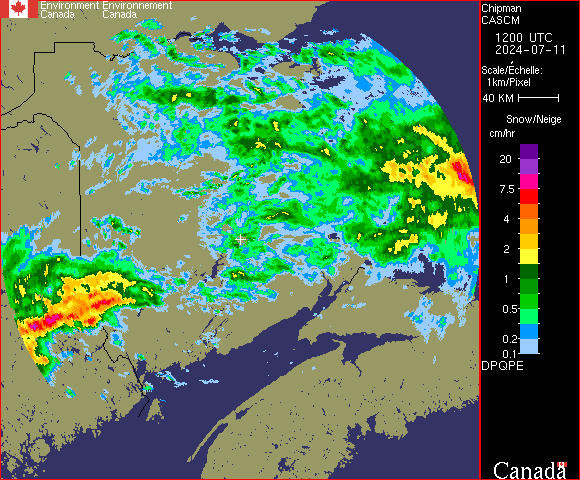 Environment Environnement
Canada Canada
Chipman
CASCM
1200 UTC
2024-07-11
Scale/Échelle:
1km/Pixel
40 KM
Snow/Neige
cm/hr
20
7.5
4
2
1
0.5
0.2
0.1
DPQPE
Canada